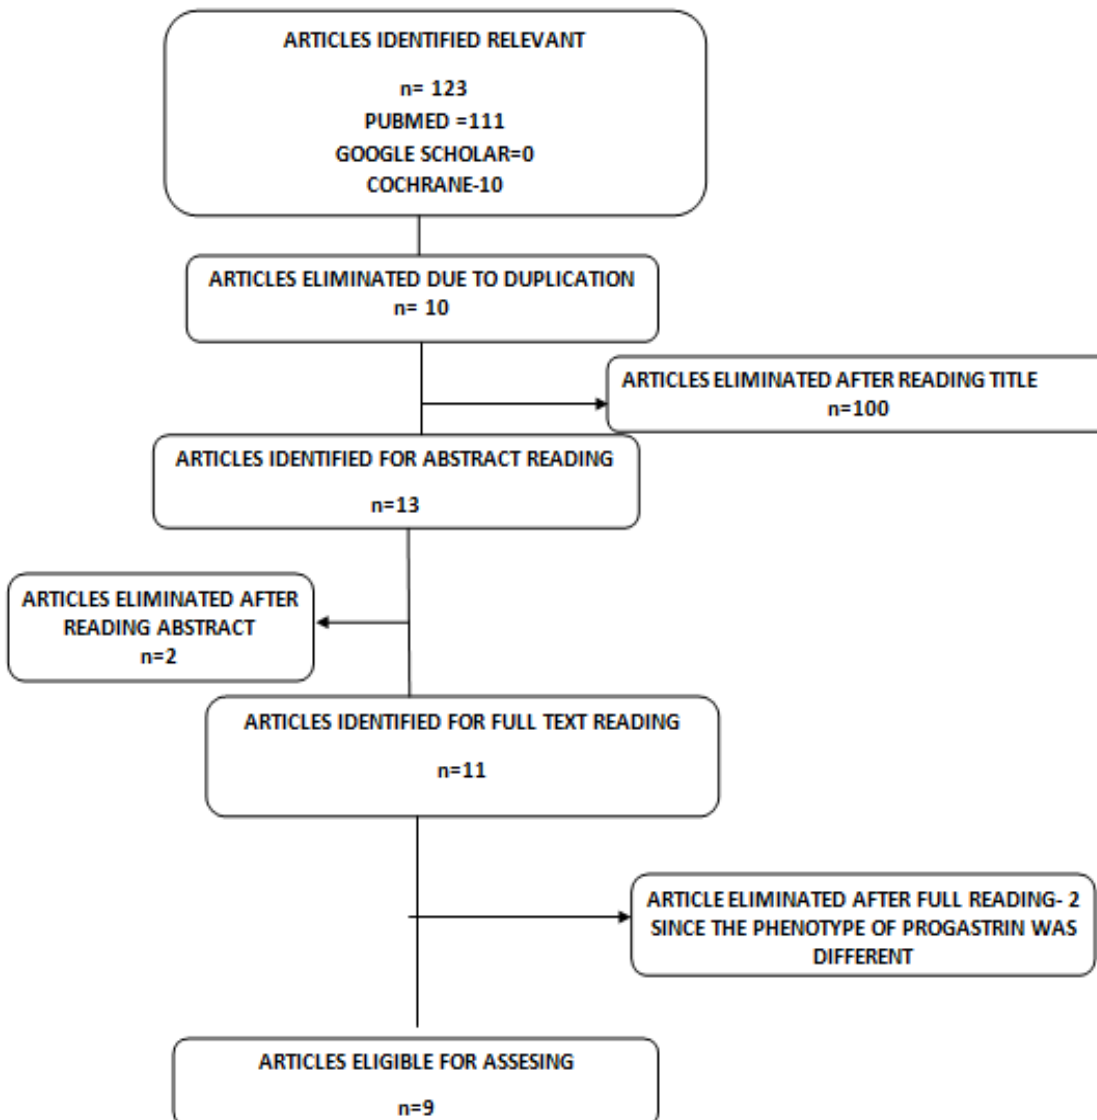 ARTICLES IDENTIFIED RELEVANT
n= 123
PUBMED =111
GOOGLE SCHOLAR=0
COCHRANE-10
ARTICLES ELIMINATED DUE TO DUPLICATION
n= 10
ARTICLES ELIMINATED AFTER READING TITLE
n=100
ARTICLES IDENTIFIED FOR ABSTRACT READING
n=13
ARTICLES ELIMINATED AFTER
READING ABSTRACT
n=2
ARTICLES IDENTIFIED FOR FULL TEXT READING
n=11
ARTICLE ELIMINATED AFTER FULL READING- 2
SINCE THE PHENOTYPE OF PROGASTRIN WAS
DIFFERENT
ARTICLES ELIGIBLE FOR ASSESING
n=9